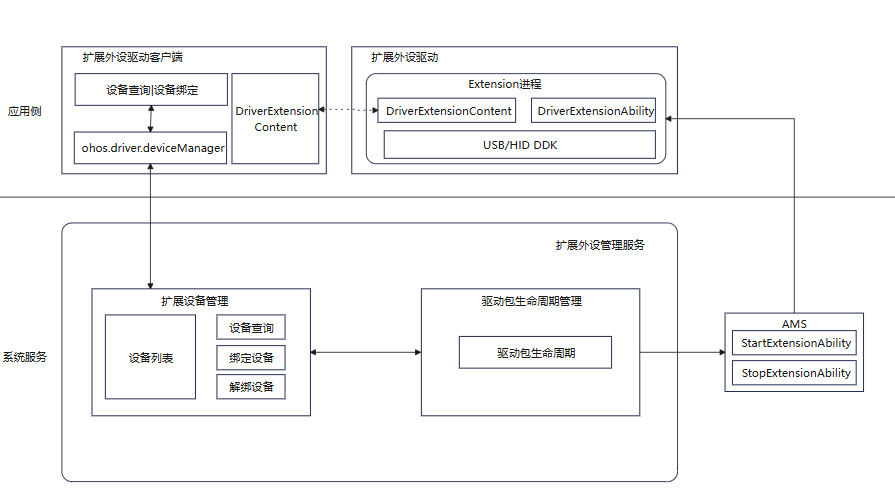 扩展外设驱动客户端
设备查询|设备绑定
ohos.driver.deviceManager
DriverExtension
Content
扩展外设驱动
Extension进程
DriverExtensionContent
DriverExtensionAbility
USB/HID DDK
应用侧
扩展外设管理服务
扩展设备管理
设备列表
设备查询
绑定设备
解绑设备
驱动包生命周期管理
驱动包生命周期
系统服务
AMS
StartExtensionAbility
StopExtensionAbility